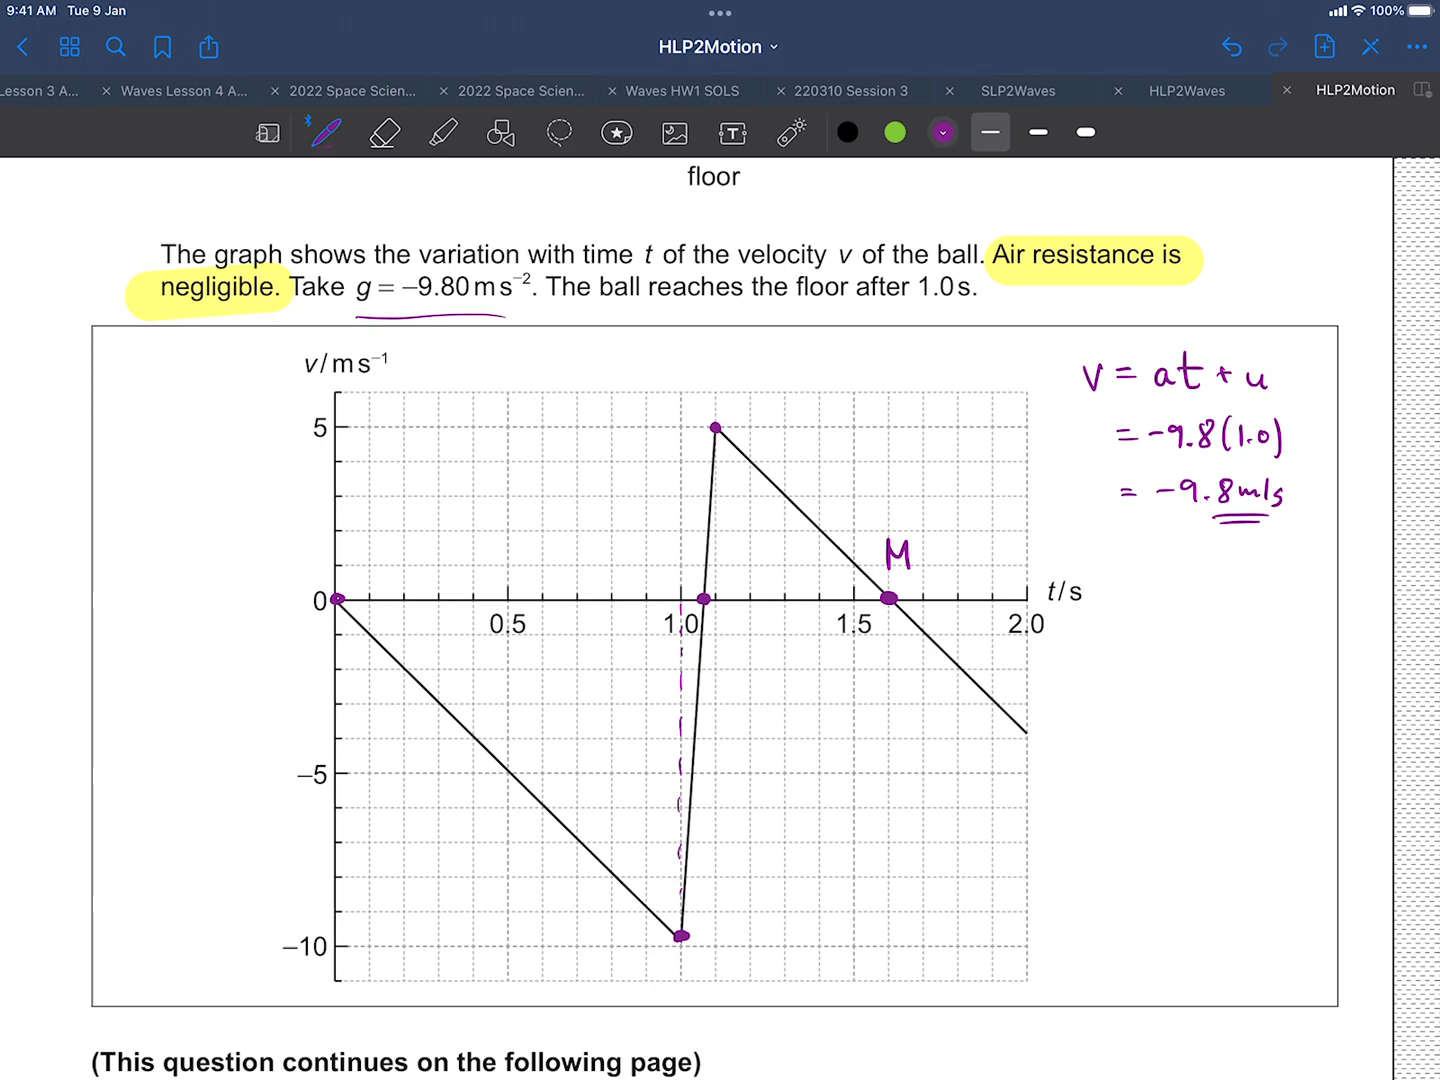 9:41 AM Tue 9 Jan
100%
HLP2Motion
Lesson 3 A...
Waves Lesson 4 A...
2022 Space Scien...
2022 Space Scien...
Waves HW1 SOLS
220310 Session 3
SLP2Waves
HLP2Waves
HLP2Motion
floor
The graph shows the variation with time t of the velocity v of the ball. Air resistance is
negligible. Take g = −9.80 m s⁻². The ball reaches the floor after 1.0 s.
v / m s⁻¹
v = at + u
5
= -9.8(1.0)
= -9.8 m/s
M
0
t / s
0.5
1.0
1.5
2.0
−5
−10
(This question continues on the following page)